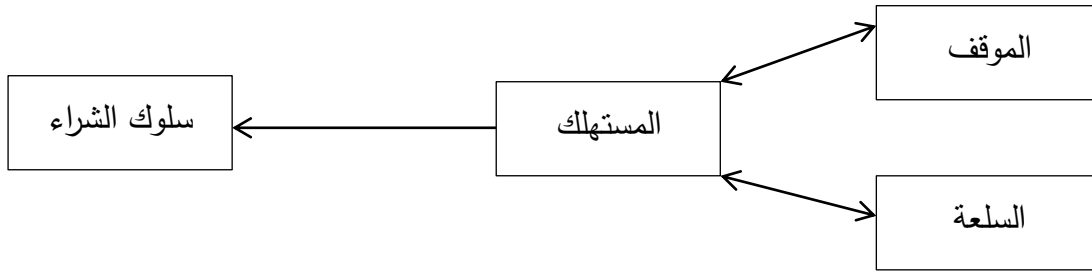 الموقف
المستهلك
سلوك الشراء
السلعة